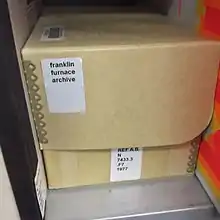 franklin
furnace
archive
REF A.B.
N
7433.3
.F7
1977